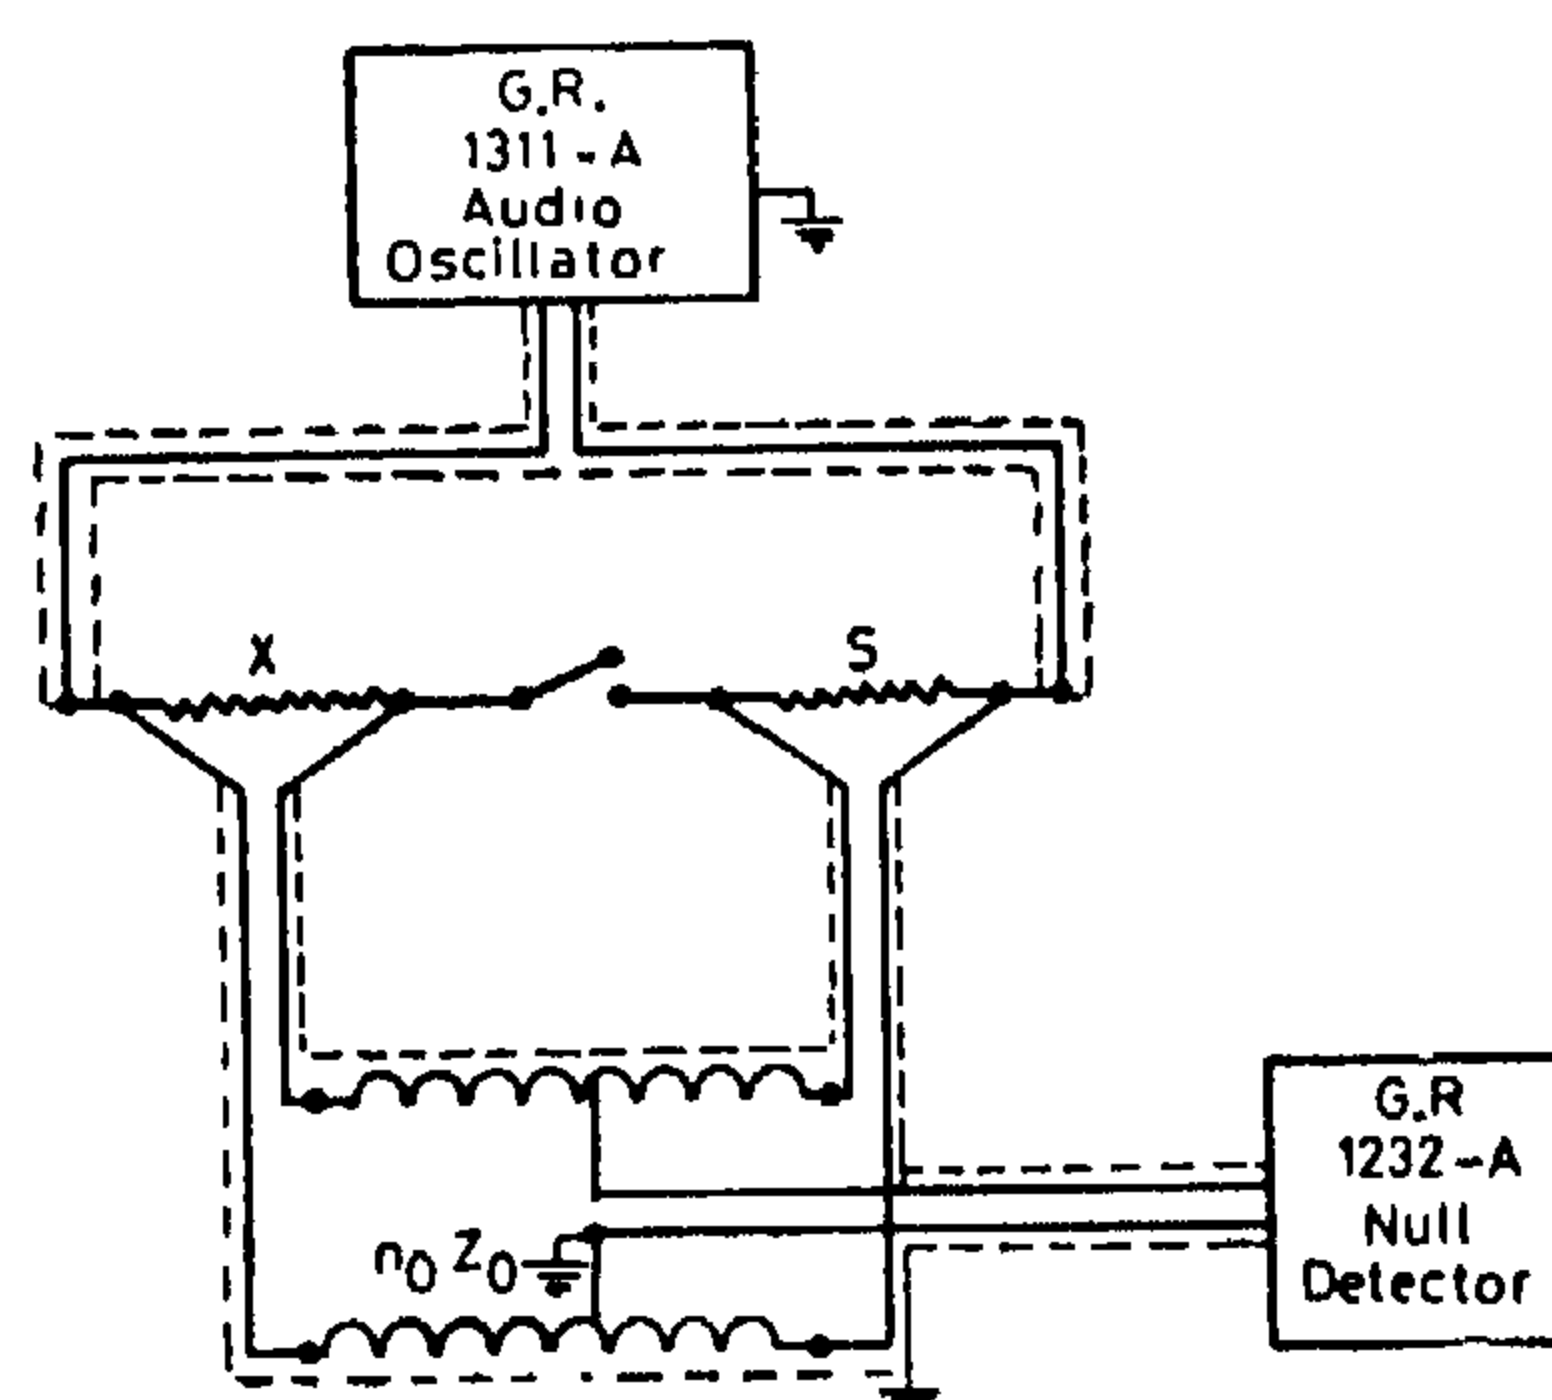 G.R.
1311-A
Audio
Oscillator
X
S
G.R
1232-A
Null
Detector
n0 Z0